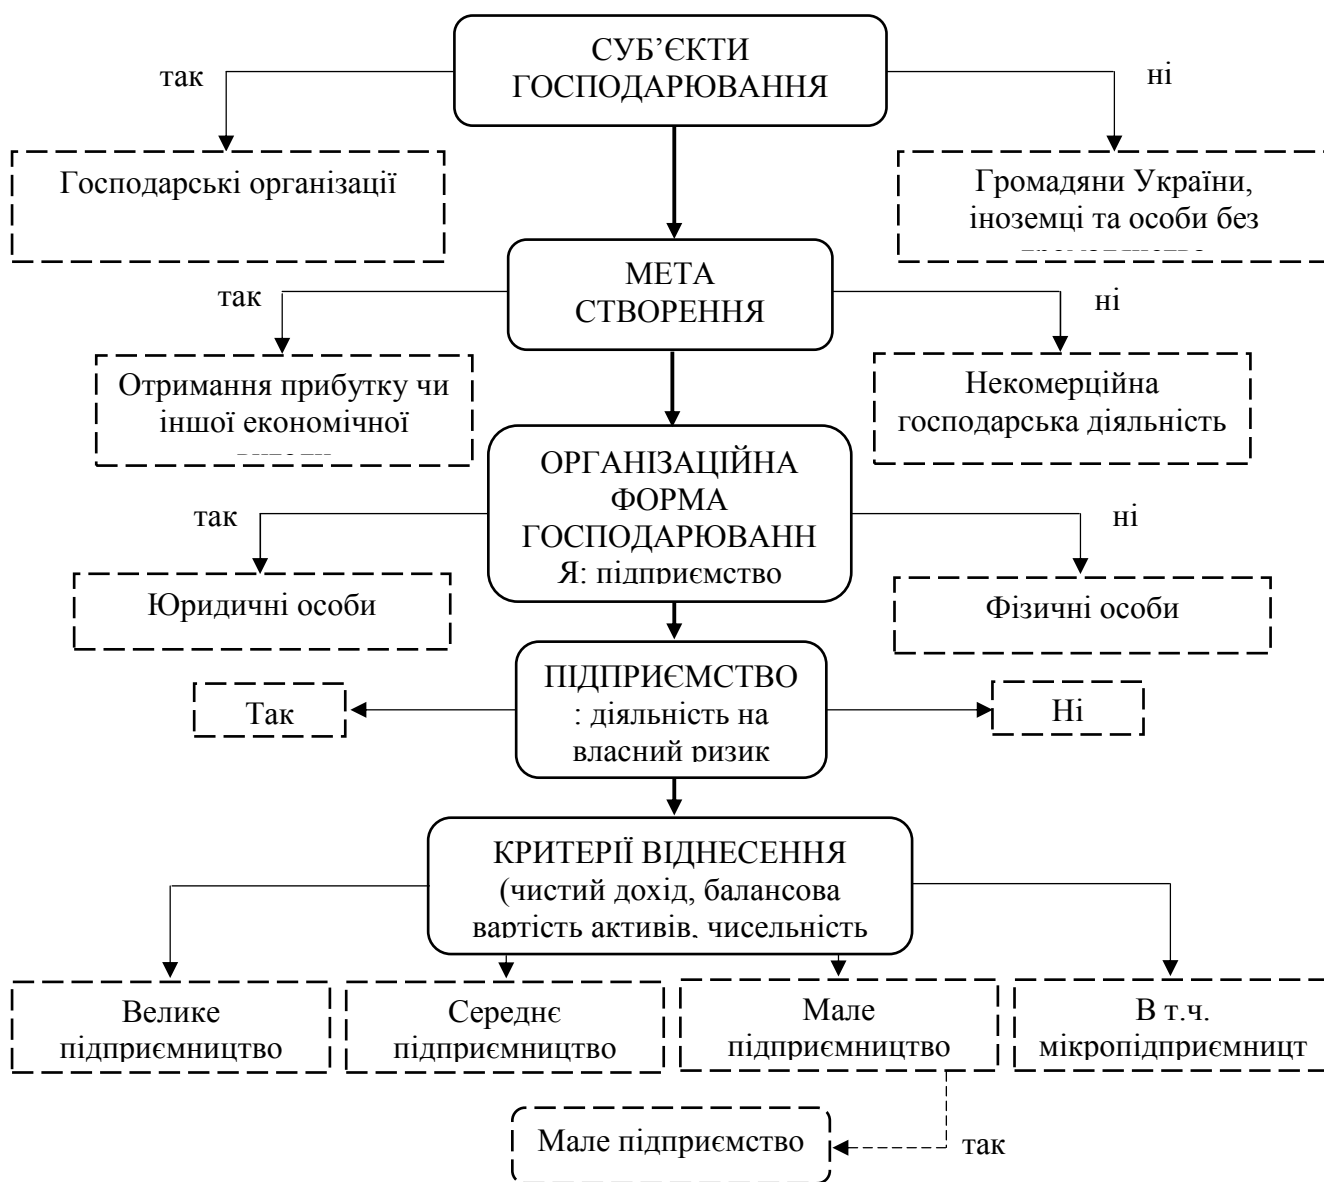 СУБ’ЄКТИ
ГОСПОДАРЮВАННЯ
так
ні
Господарські організації
Громадяни України,
іноземці та особи без
МЕТА
СТВОРЕННЯ
так
ні
Отримання прибутку чи
іншої економічної
Некомерційна
господарська діяльність
ОРГАНІЗАЦІЙНА
ФОРМА
ГОСПОДАРЮВАНН
Я: підприємство
так
ні
Юридичні особи
Фізичні особи
ПІДПРИЄМСТВО
: діяльність на
власний ризик
Так
Ні
КРИТЕРІЇ ВІДНЕСЕННЯ
(чистий дохід, балансова
вартість активів, чисельність
Велике
підприємництво
Середнє
підприємництво
Мале
підприємництво
В т.ч.
мікропідприємницт
Мале підприємство
так